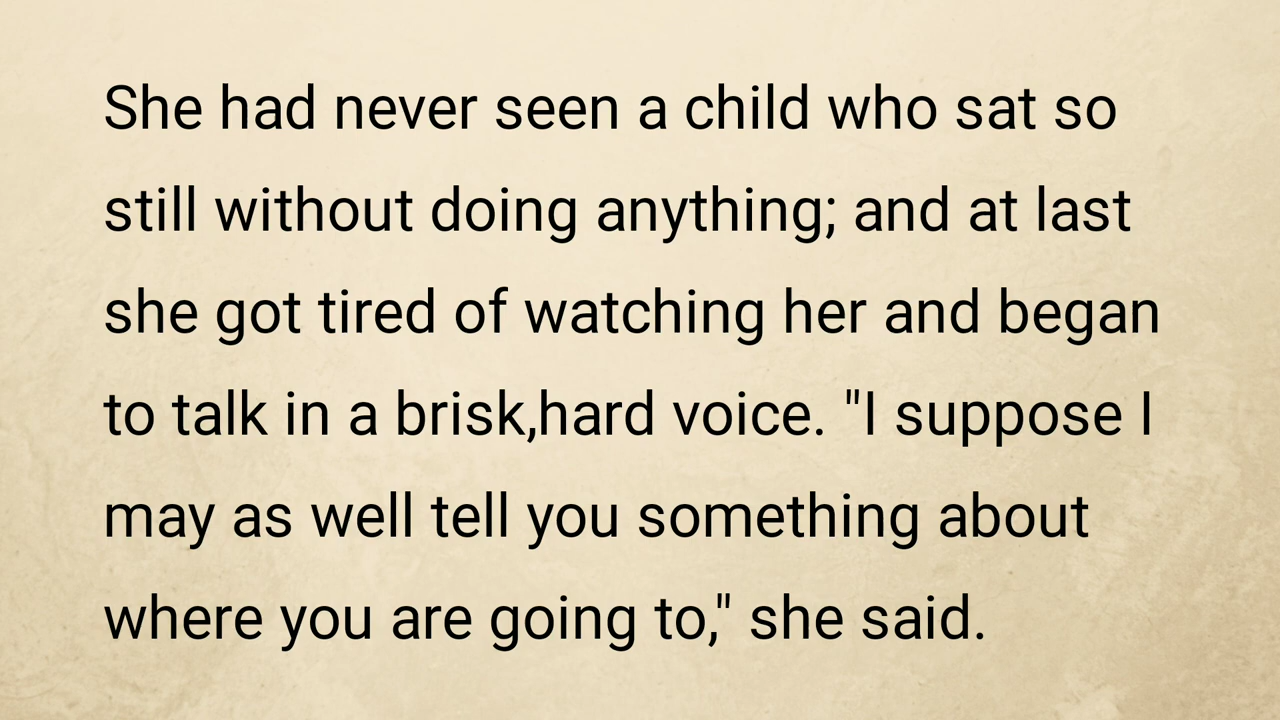 She had never seen a child who sat so
still without doing anything; and at last
she got tired of watching her and began
to talk in a brisk,hard voice. "I suppose I
may as well tell you something about
where you are going to," she said.